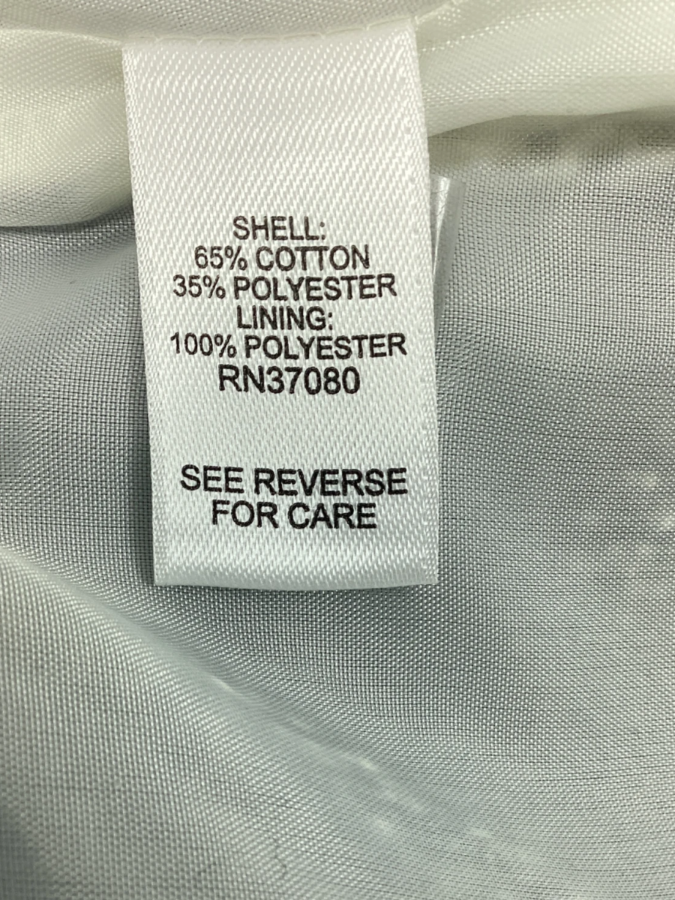 SHELL:
65% COTTON
35% POLYESTER
LINING:
100% POLYESTER
RN37080
SEE REVERSE
FOR CARE